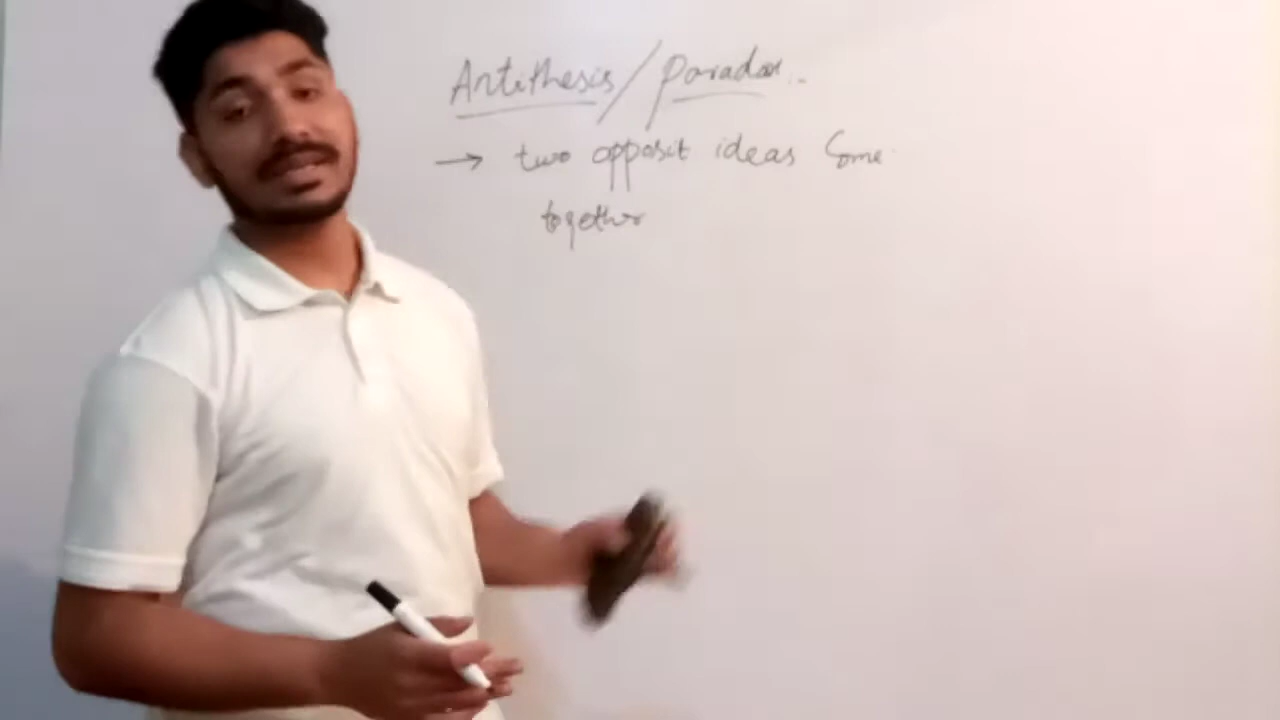 Antithesis / Paradox..
→ two opposit ideas Come
together